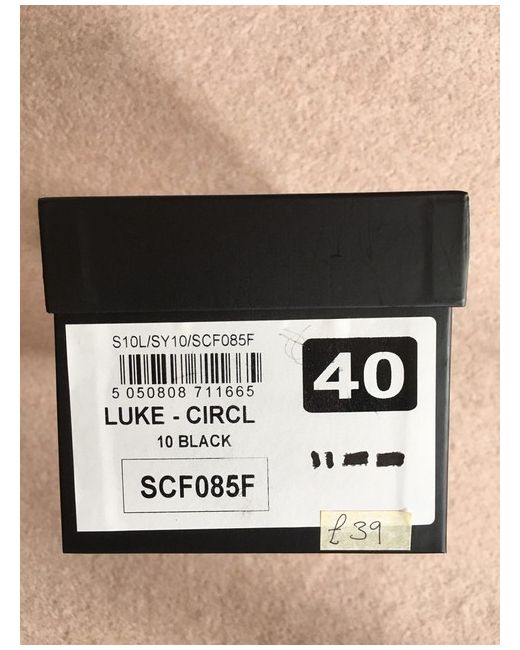 S10L/SY10/SCF085F
5 050808 711665
LUKE - CIRCL
10 BLACK
SCF085F
40
£39